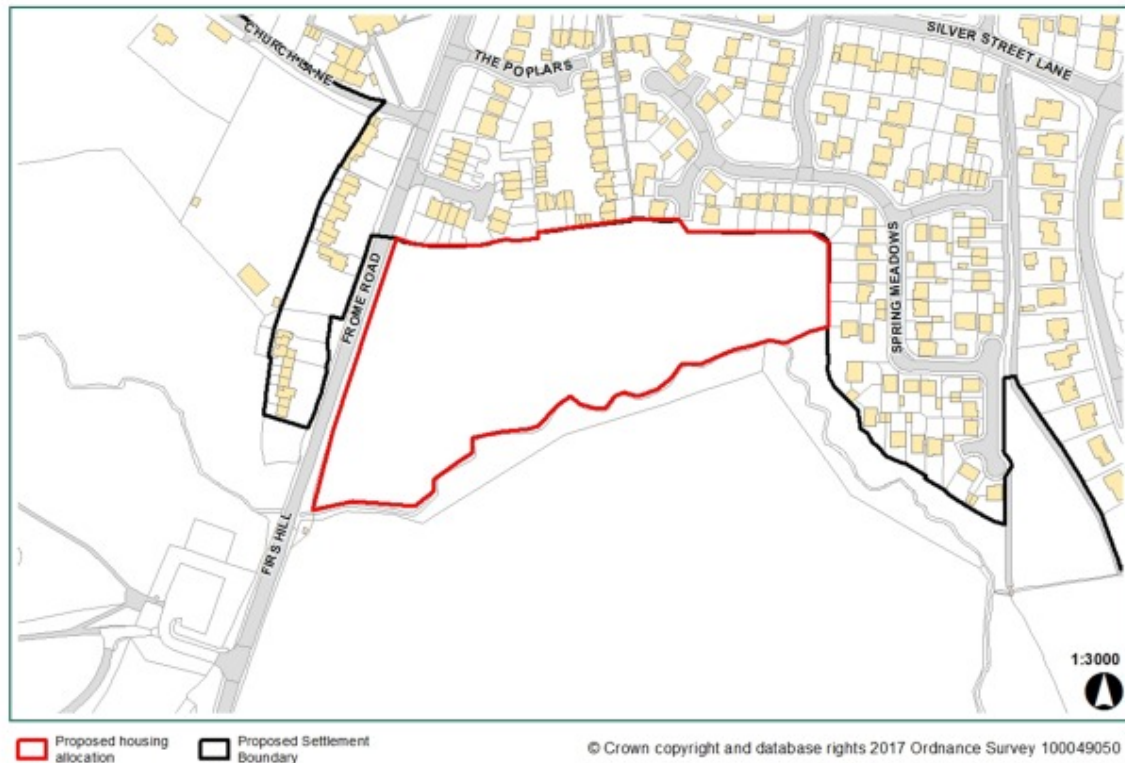 CHURCH LANE
THE POPLARS
SILVER STREET LANE
FROME ROAD
SPRING MEADOWS
FIRS HILL
1:3000
Proposed housing
allocation
Proposed Settlement
Boundary
© Crown copyright and database rights 2017 Ordnance Survey 100049050